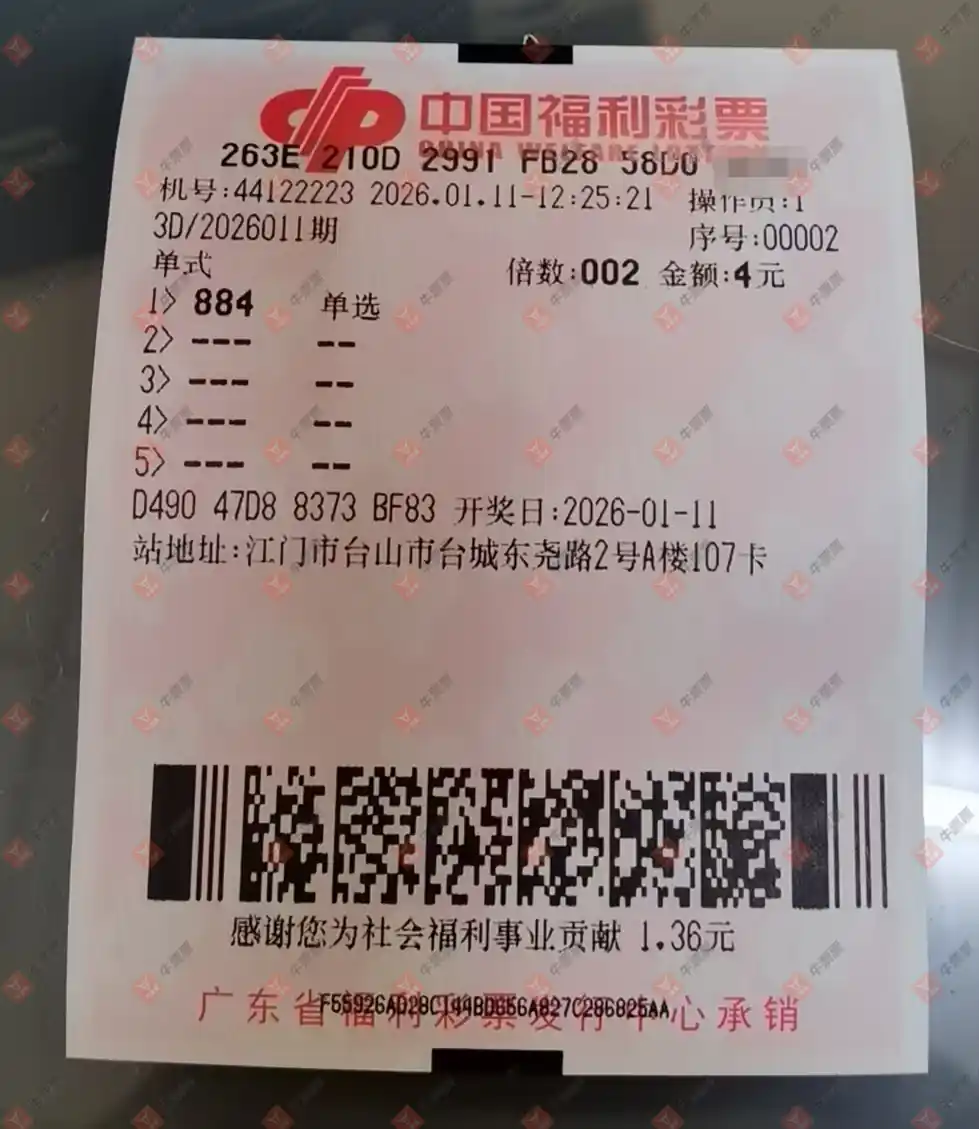 中国福利彩票
CHINA WELFARE LOTTERY
263E 210D 2991 FB28 58D0
机号:44122223 2026.01.11-12:25:21 操作员:1
3D/2026011期 序号:00002
单式 倍数:002 金额:4元
1> 884 单选
2> --- --
3> --- --
4> --- --
5> --- --
D490 47D8 8373 BF83 开奖日:2026-01-11
站地址:江门市台山市台城东尧路2号A楼107卡
感谢您为社会福利事业贡献 1.36元
广东省福利彩票发行中心承销